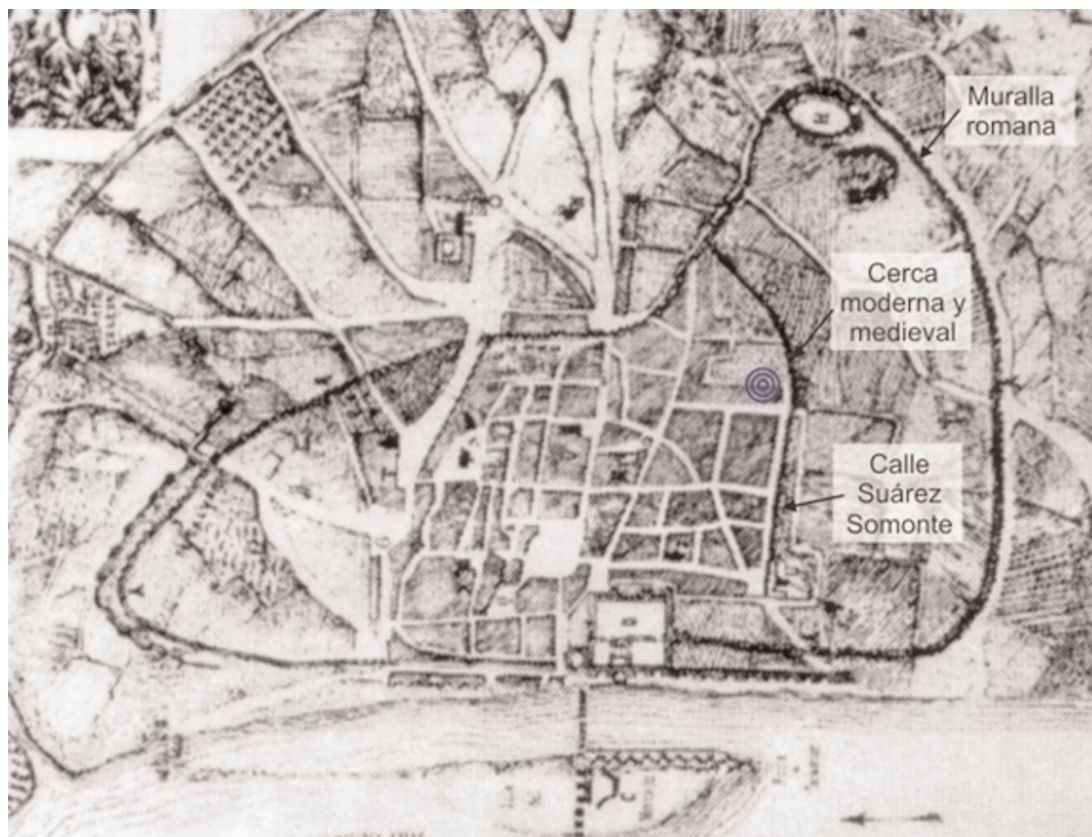 Muralla
romana
Cerca
moderna y
medieval
Calle
Suárez
Somonte